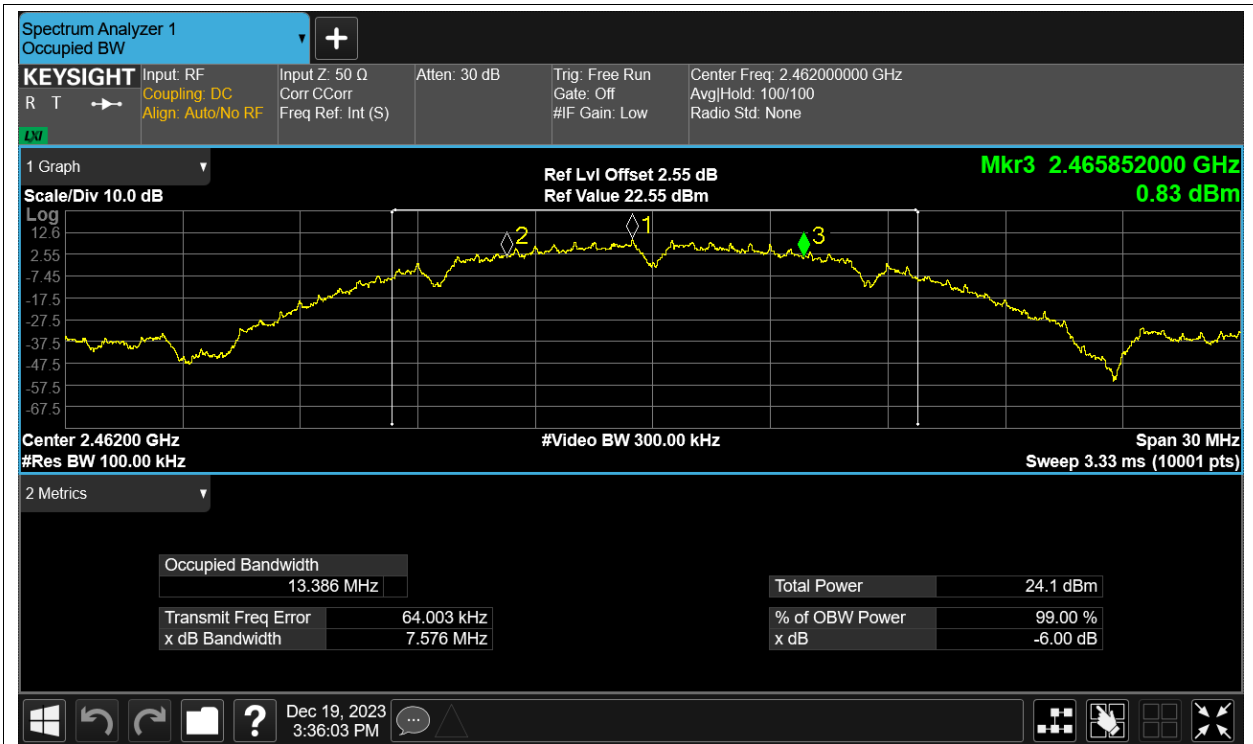 Spectrum Analyzer 1
Occupied BW
KEYSIGHT
R T
LXI
Input: RF
Coupling: DC
Align: Auto/No RF
Input Z: 50 Ω
Corr CCorr
Freq Ref: Int (S)
Atten: 30 dB
Trig: Free Run
Gate: Off
#IF Gain: Low
Center Freq: 2.462000000 GHz
Avg|Hold: 100/100
Radio Std: None
1 Graph
Scale/Div 10.0 dB
Ref Lvl Offset 2.55 dB
Ref Value 22.55 dBm
Mkr3 2.465852000 GHz
0.83 dBm
Log
12.6
2.55
-7.45
-17.5
-27.5
-37.5
-47.5
-57.5
-67.5
2
1
3
Center 2.46200 GHz
#Video BW 300.00 kHz
Span 30 MHz
#Res BW 100.00 kHz
Sweep 3.33 ms (10001 pts)
2 Metrics
Occupied Bandwidth
13.386 MHz
Total Power 24.1 dBm
Transmit Freq Error 64.003 kHz
% of OBW Power 99.00 %
x dB Bandwidth 7.576 MHz
x dB -6.00 dB
?
Dec 19, 2023
3:36:03 PM